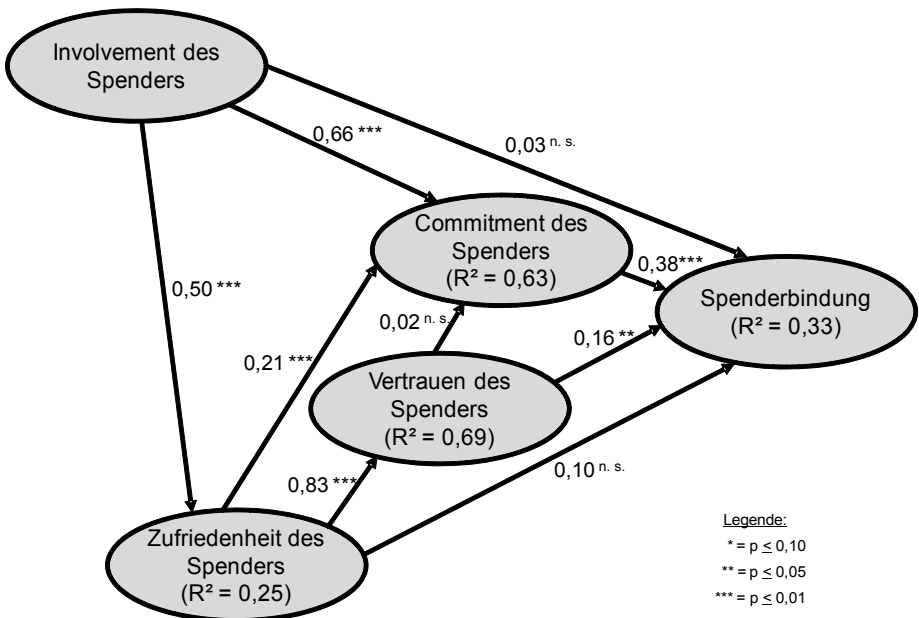 Involvement des
Spenders
0,66 ***
0,03 n. s.
Commitment des
Spenders
(R² = 0,63)
0,38***
0,50 ***
Spenderbindung
(R² = 0,33)
0,02 n. s.
0,16 **
0,21 ***
Vertrauen des
Spenders
(R² = 0,69)
0,83 ***
0,10 n. s.
Zufriedenheit des
Spenders
(R² = 0,25)
Legende:
* = p ≤ 0,10
** = p ≤ 0,05
*** = p ≤ 0,01